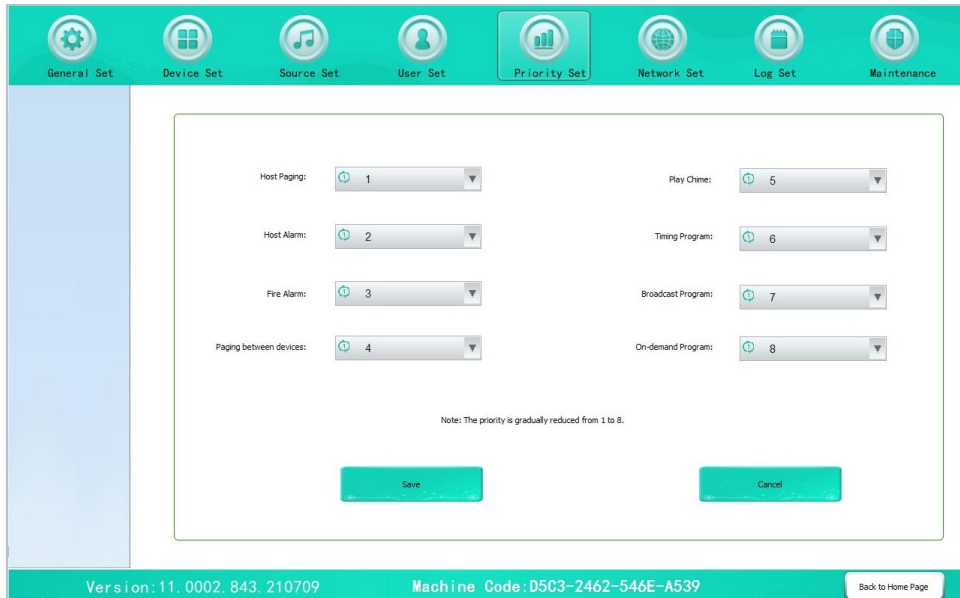 General Set
Device Set
Source Set
User Set
Priority Set
Network Set
Log Set
Maintenance
Host Paging: 1
Play Chime: 5
Host Alarm: 2
Timing Program: 6
Fire Alarm: 3
Broadcast Program: 7
Paging between devices: 4
On-demand Program: 8
Note: The priority is gradually reduced from 1 to 8.
Save
Cancel
Version:11.0002.843.210709
Machine Code:D5C3-2462-546E-A539
Back to Home Page